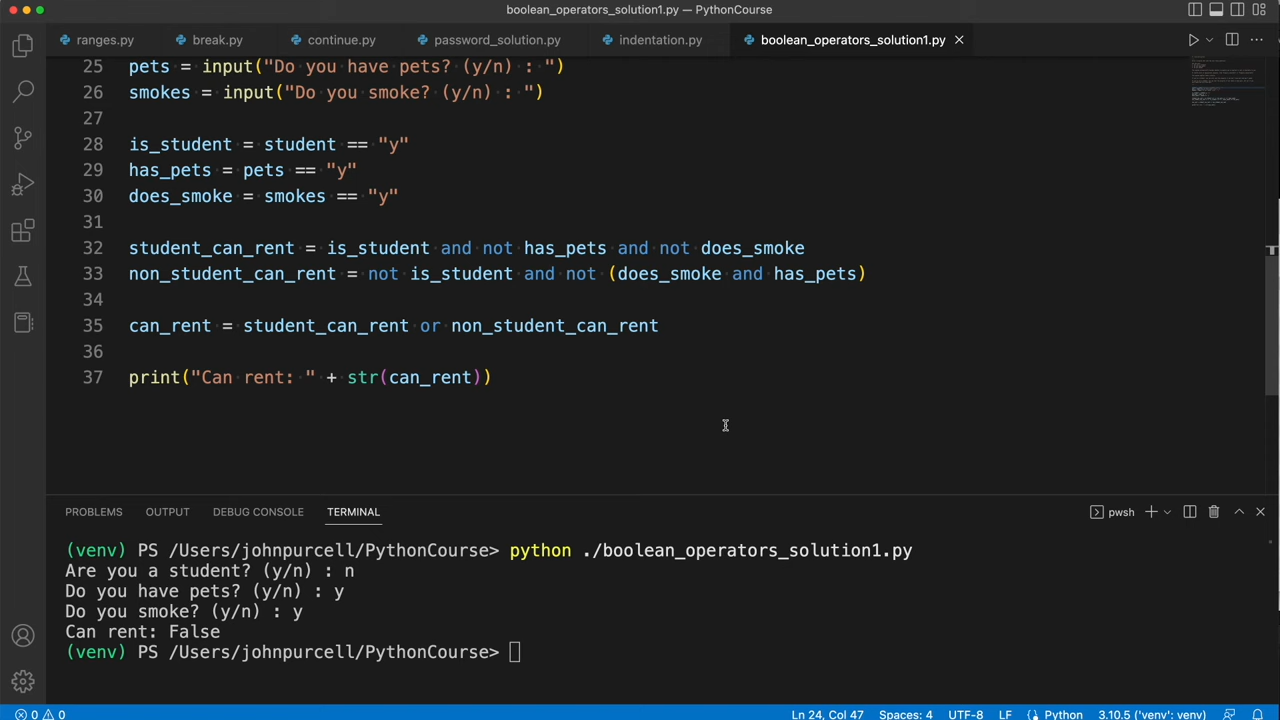 boolean_operators_solution1.py — PythonCourse
ranges.py break.py continue.py password_solution.py indentation.py boolean_operators_solution1.py
25 pets = input("Do you have pets? (y/n) : ")
26 smokes = input("Do you smoke? (y/n) : ")
27
28 is_student = student == "y"
29 has_pets = pets == "y"
30 does_smoke = smokes == "y"
31
32 student_can_rent = is_student and not has_pets and not does_smoke
33 non_student_can_rent = not is_student and not (does_smoke and has_pets)
34
35 can_rent = student_can_rent or non_student_can_rent
36
37 print("Can rent: " + str(can_rent))
PROBLEMS OUTPUT DEBUG CONSOLE TERMINAL pwsh
(venv) PS /Users/johnpurcell/PythonCourse> python ./boolean_operators_solution1.py
Are you a student? (y/n) : n
Do you have pets? (y/n) : y
Do you smoke? (y/n) : y
Can rent: False
(venv) PS /Users/johnpurcell/PythonCourse>
0 0 Ln 24, Col 47 Spaces: 4 UTF-8 LF Python 3.10.5 ('venv': venv)